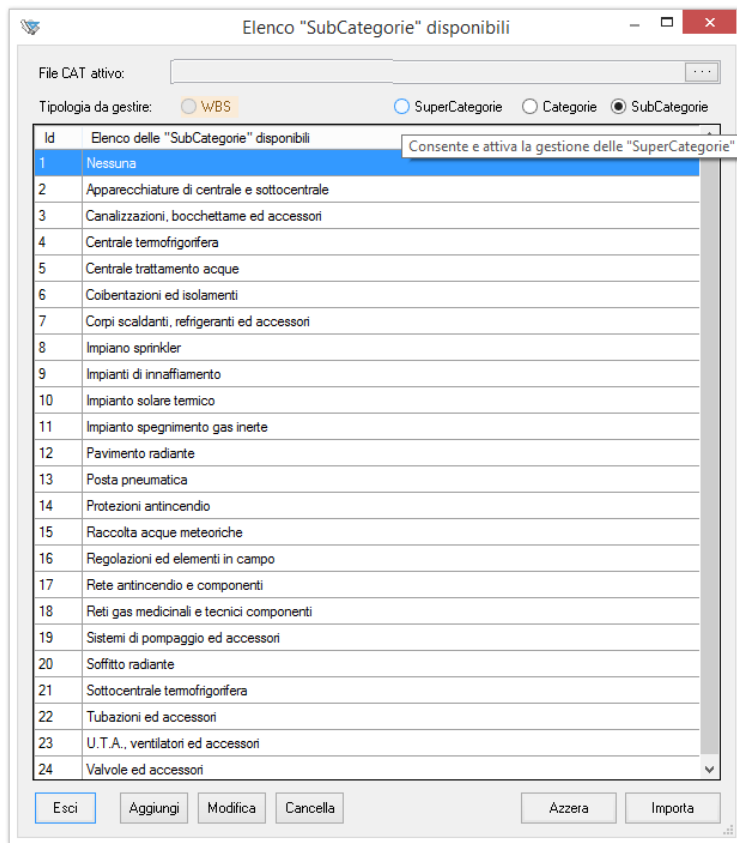 Elenco "SubCategorie" disponibili
File CAT attivo:
...
Tipologia da gestire: WBS SuperCategorie Categorie SubCategorie
Id Elenco delle "SubCategorie" disponibili
Consente e attiva la gestione delle "SuperCategorie"
1 Nessuna
2 Apparecchiature di centrale e sottocentrale
3 Canalizzazioni, bocchettame ed accessori
4 Centrale termofrigorifera
5 Centrale trattamento acque
6 Coibentazioni ed isolamenti
7 Corpi scaldanti, refrigeranti ed accessori
8 Impiano sprinkler
9 Impianti di innaffiamento
10 Impianto solare termico
11 Impianto spegnimento gas inerte
12 Pavimento radiante
13 Posta pneumatica
14 Protezioni antincendio
15 Raccolta acque meteoriche
16 Regolazioni ed elementi in campo
17 Rete antincendio e componenti
18 Reti gas medicinali e tecnici componenti
19 Sistemi di pompaggio ed accessori
20 Soffitto radiante
21 Sottocentrale termofrigorifera
22 Tubazioni ed accessori
23 U.T.A., ventilatori ed accessori
24 Valvole ed accessori
Esci Aggiungi Modifica Cancella Azzera Importa